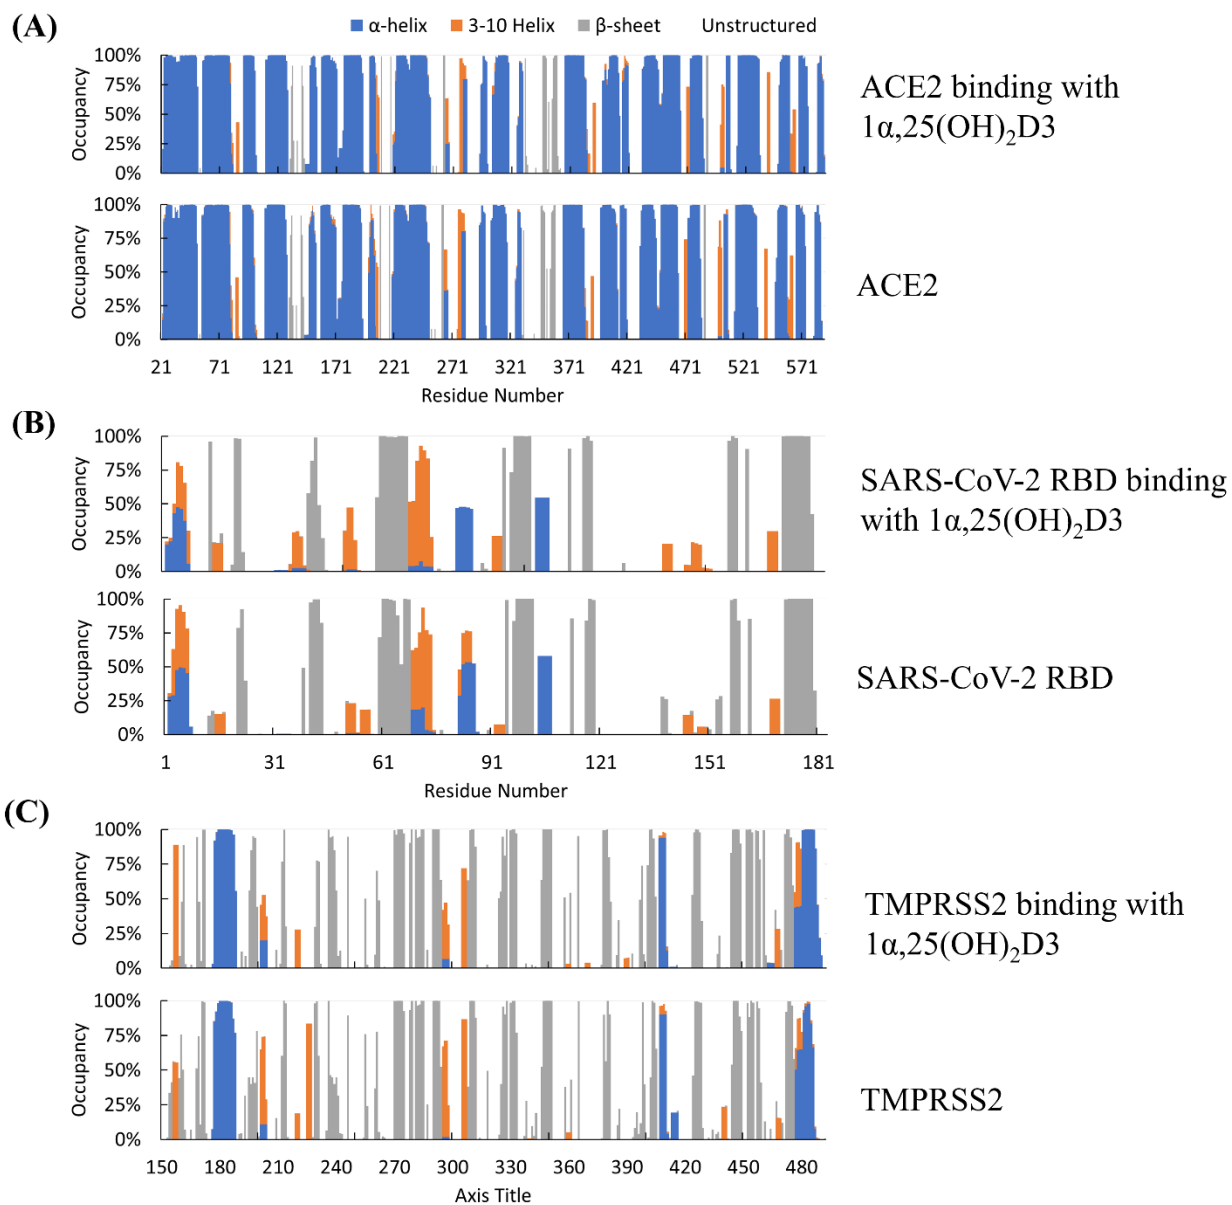 (A)
α-helix 3-10 Helix β-sheet Unstructured
100%
75%
50%
25%
0%
Occupancy
ACE2 binding with
1α,25(OH)₂D3
100%
75%
50%
25%
0%
Occupancy
ACE2
21 71 121 171 221 271 321 371 421 471 521 571
Residue Number
(B)
100%
75%
50%
25%
0%
Occupancy
SARS-CoV-2 RBD binding
with 1α,25(OH)₂D3
100%
75%
50%
25%
0%
Occupancy
SARS-CoV-2 RBD
1 31 61 91 121 151 181
Residue Number
(C)
100%
75%
50%
25%
0%
Occupancy
TMPRSS2 binding with
1α,25(OH)₂D3
100%
75%
50%
25%
0%
Occupancy
TMPRSS2
150 180 210 240 270 300 330 360 390 420 450 480
Axis Title